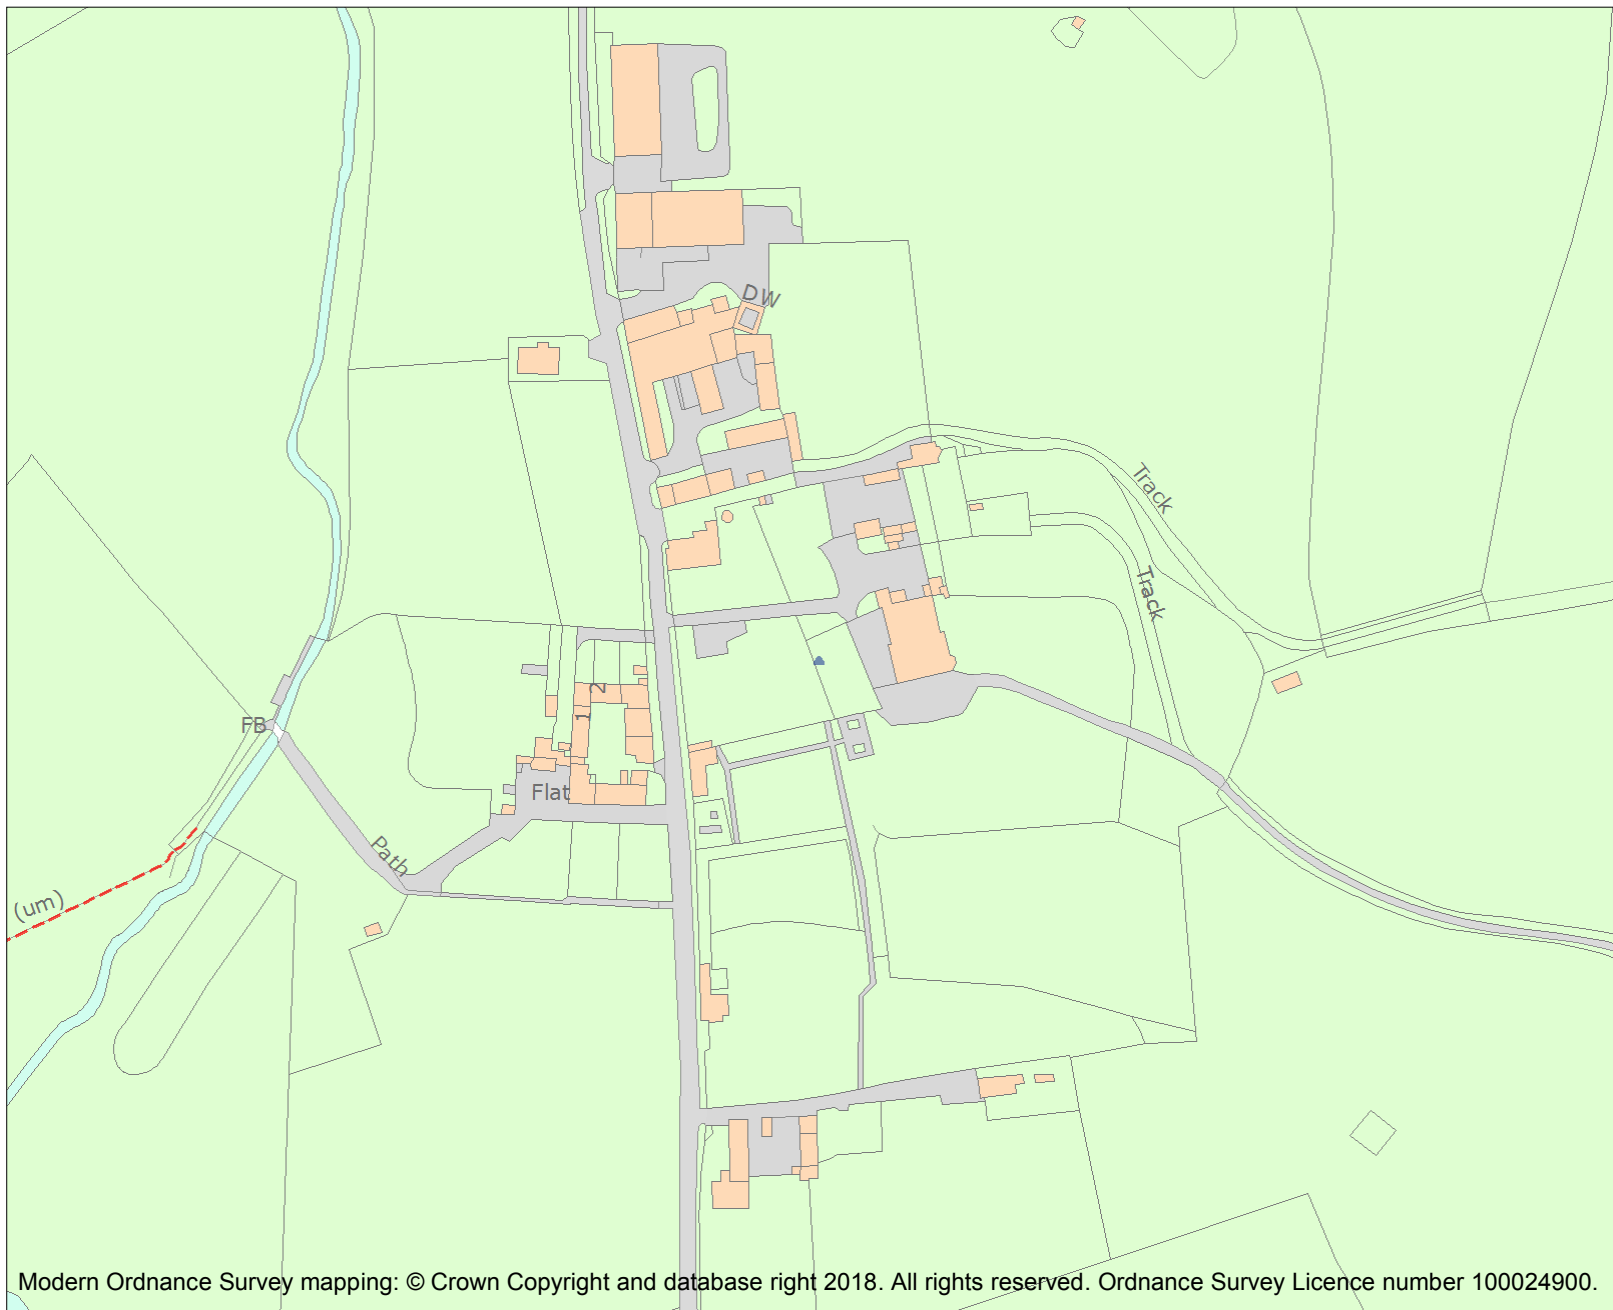 DW
Track
Track
2
1
FB
Flat
Path
(um)
Modern Ordnance Survey mapping: © Crown Copyright and database right 2018. All rights reserved. Ordnance Survey Licence number 100024900.